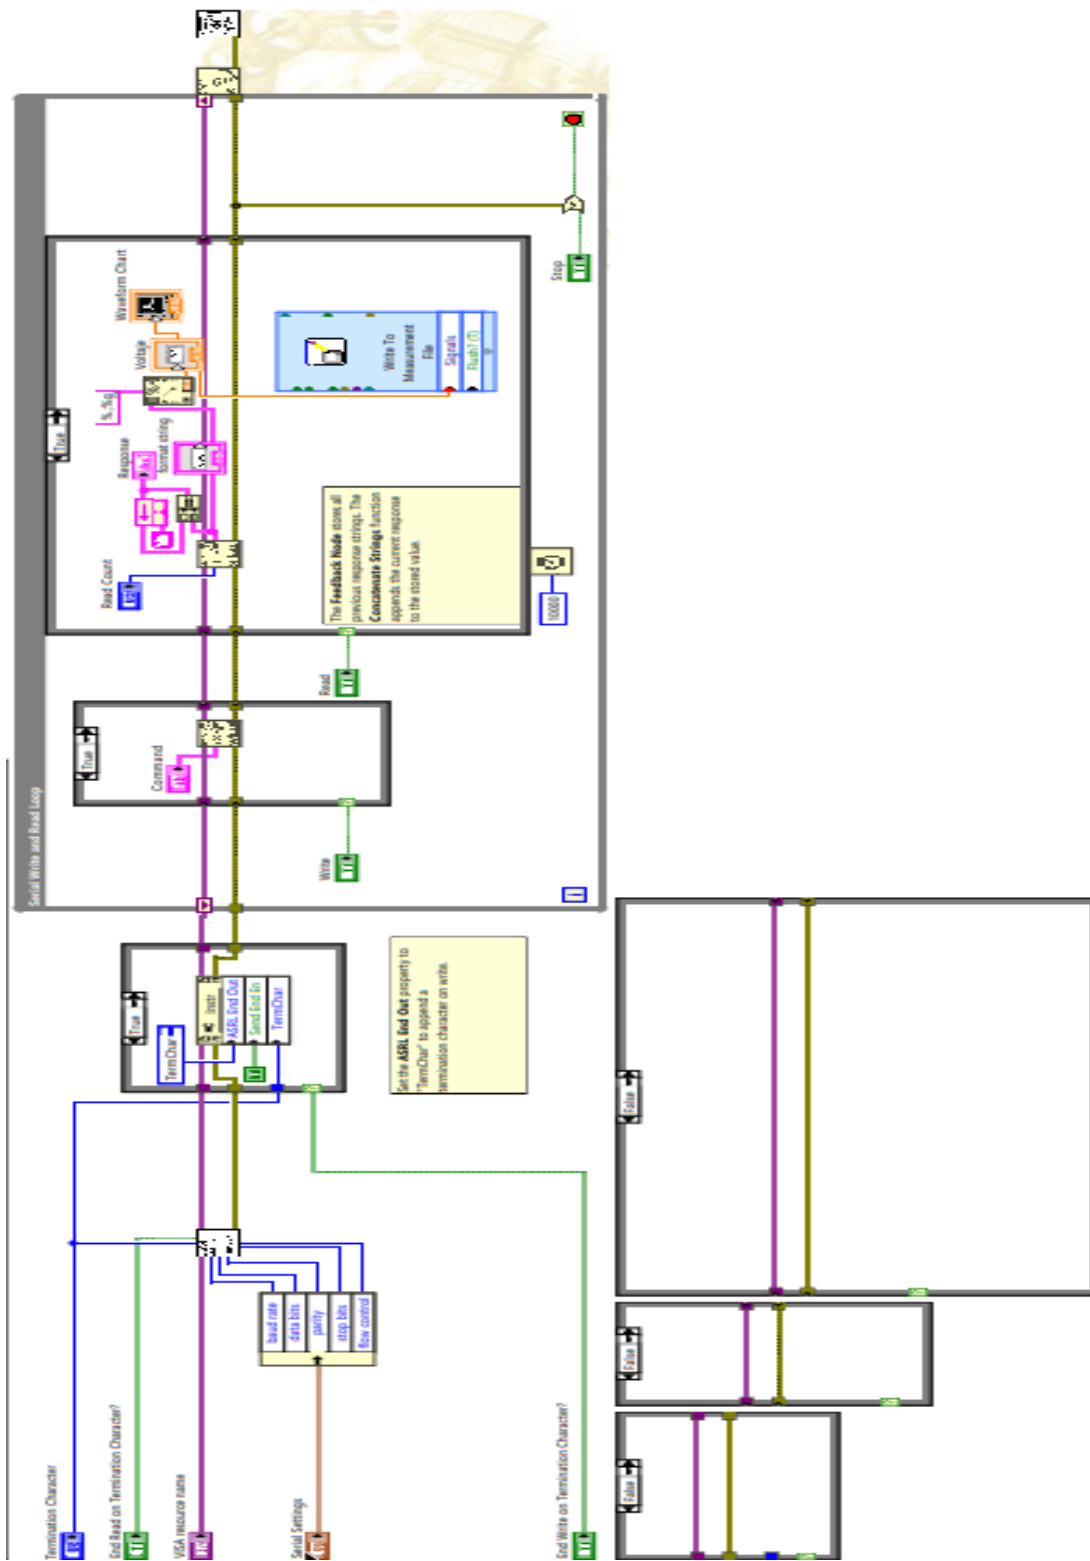 Termination Character
End Read on Termination Character?
VISA resource name
Serial Settings
End Write on Termination Character?
baud rate
data bits
parity
stop bits
flow control
True
TermChar
Instr
ASRL End Out
Send End En
TermChar
Set the ASRL End Out property to
"TermChar" to append a
termination character on write.
Serial Write and Read Loop
Write
True
Command
Read
True
Read Count
Response
format string
%.;%g
Voltaje
Waveform Chart
Write To
Measurement
File
Signals
Flush? (T)
The Feedback Node stores all
previous response strings. The
Concatenate Strings function
appends the current response
to the stored value.
10000
Stop
i
False
False
False